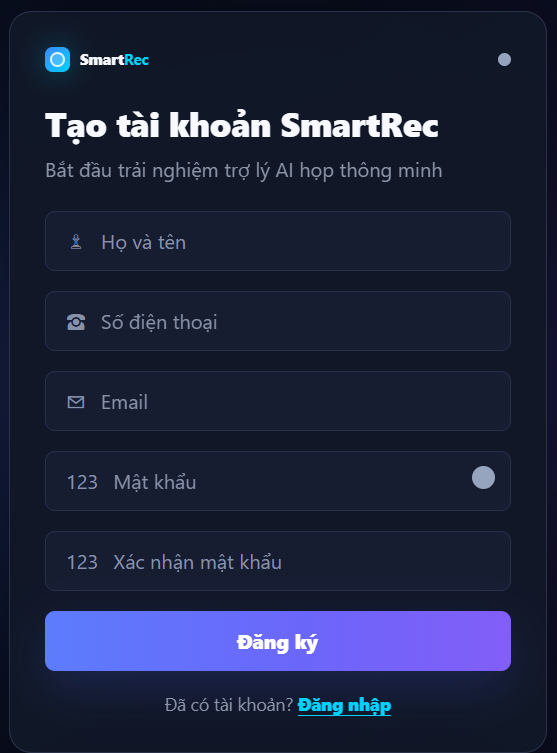 SmartRec
Tạo tài khoản SmartRec
Bắt đầu trải nghiệm trợ lý AI họp thông minh
Họ và tên
Số điện thoại
Email
123 Mật khẩu
123 Xác nhận mật khẩu
Đăng ký
Đã có tài khoản? Đăng nhập